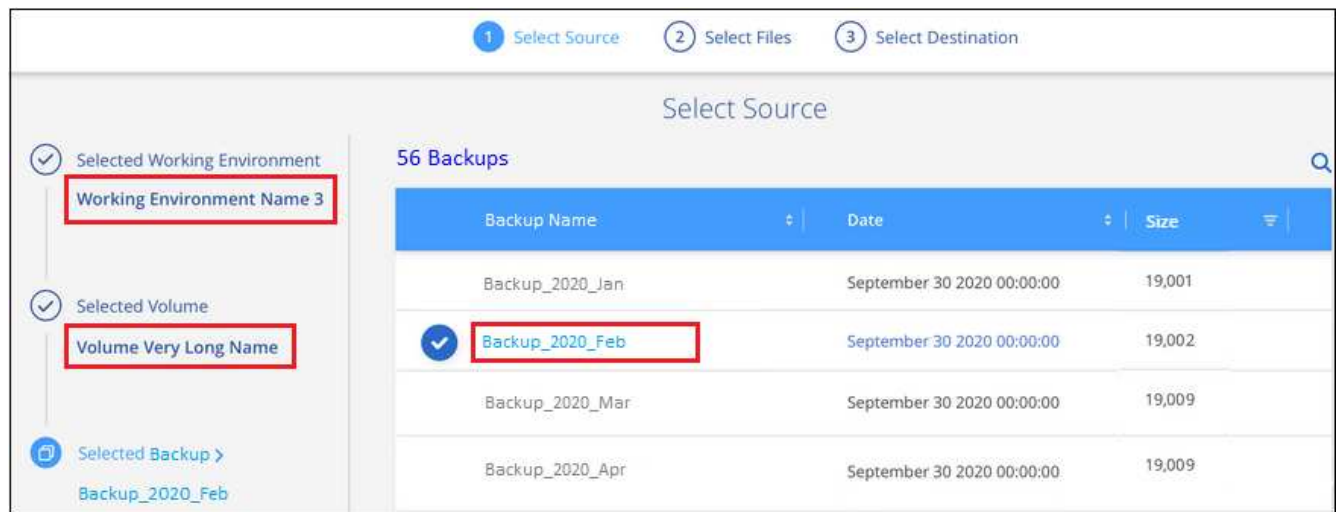 1 Select Source 2 Select Files 3 Select Destination
Select Source
Selected Working Environment
Working Environment Name 3
Selected Volume
Volume Very Long Name
Selected Backup >
Backup_2020_Feb
56 Backups
Backup Name Date Size
Backup_2020_Jan September 30 2020 00:00:00 19,001
Backup_2020_Feb September 30 2020 00:00:00 19,002
Backup_2020_Mar September 30 2020 00:00:00 19,009
Backup_2020_Apr September 30 2020 00:00:00 19,009